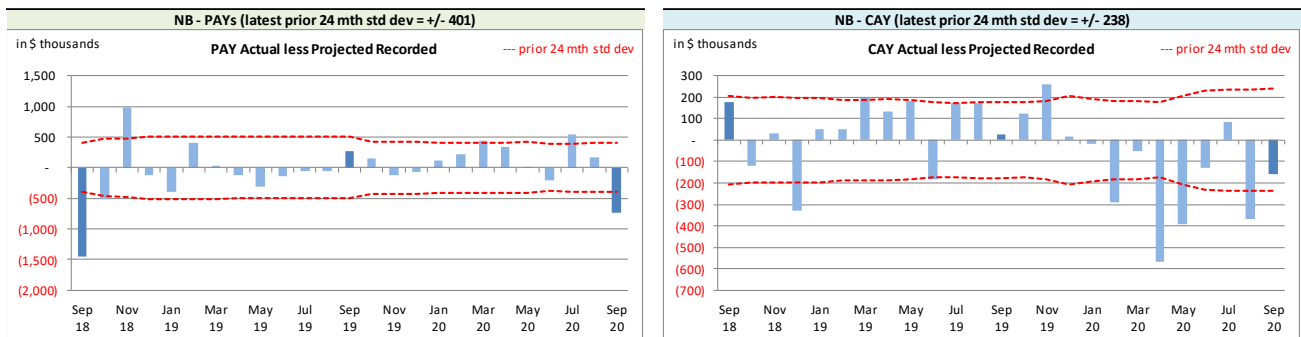 NB - PAYs (latest prior 24 mth std dev = +/- 401)
in $ thousands
PAY Actual less Projected Recorded
--- prior 24 mth std dev
1,500
1,000
500
-
(500)
(1,000)
(1,500)
(2,000)
Sep Nov Jan Mar May Jul Sep Nov Jan Mar May Jul Sep
18 18 19 19 19 19 19 19 20 20 20 20 20
NB - CAY (latest prior 24 mth std dev = +/- 238)
in $ thousands
CAY Actual less Projected Recorded
--- prior 24 mth std dev
300
200
100
-
(100)
(200)
(300)
(400)
(500)
(600)
(700)
Sep Nov Jan Mar May Jul Sep Nov Jan Mar May Jul Sep
18 18 19 19 19 19 19 19 20 20 20 20 20